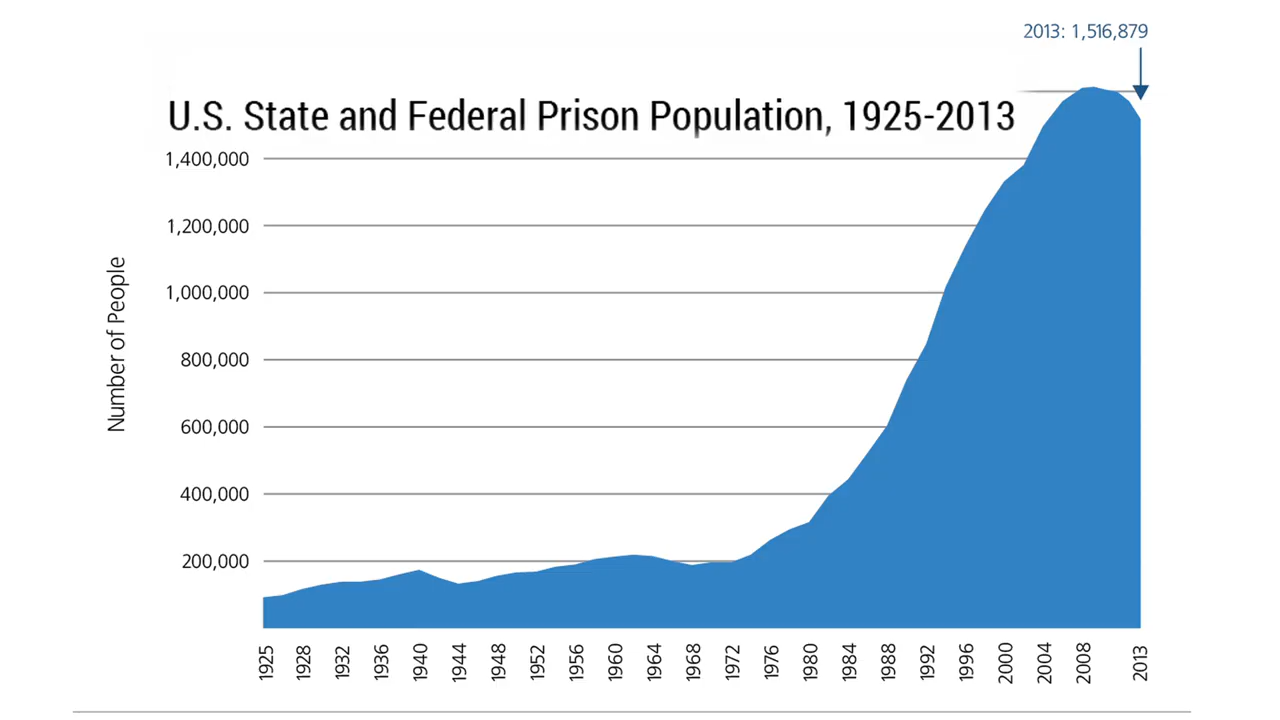 2013: 1,516,879
U.S. State and Federal Prison Population, 1925-2013
1,400,000
1,200,000
1,000,000
800,000
600,000
400,000
200,000
Number of People
1925 1928 1932 1936 1940 1944 1948 1952 1956 1960 1964 1968 1972 1976 1980 1984 1988 1992 1996 2000 2004 2008 2013